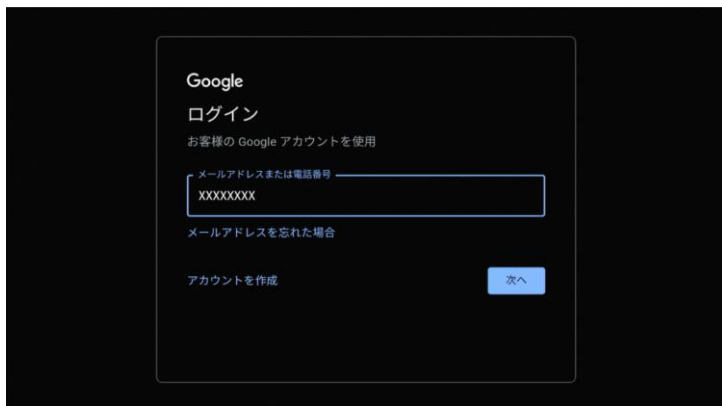 Google
ログイン
お客様の Google アカウントを使用
メールアドレスまたは電話番号
XXXXXXXX
メールアドレスを忘れた場合
アカウントを作成
次へ